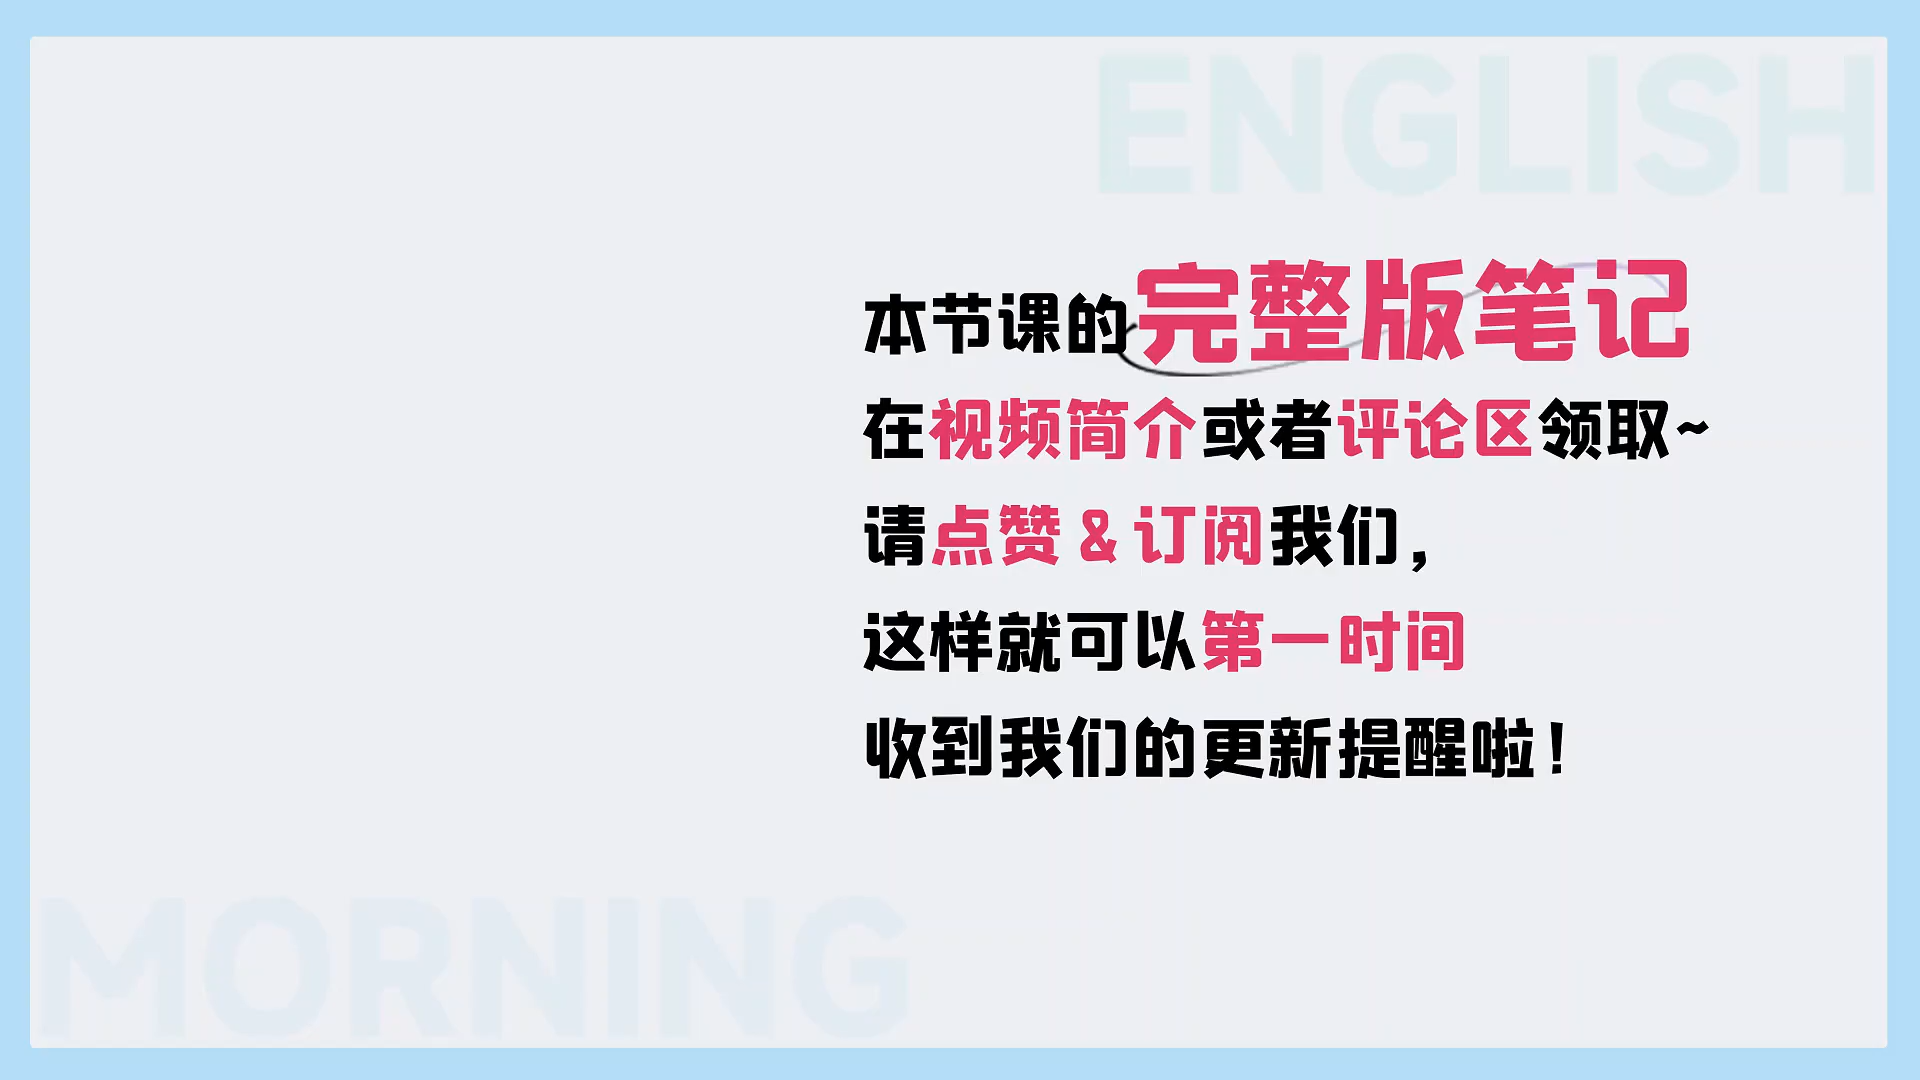 ENGLISH
本节课的完整版笔记
在视频简介或者评论区领取~
请点赞&订阅我们，
这样就可以第一时间
收到我们的更新提醒啦！
MORNING